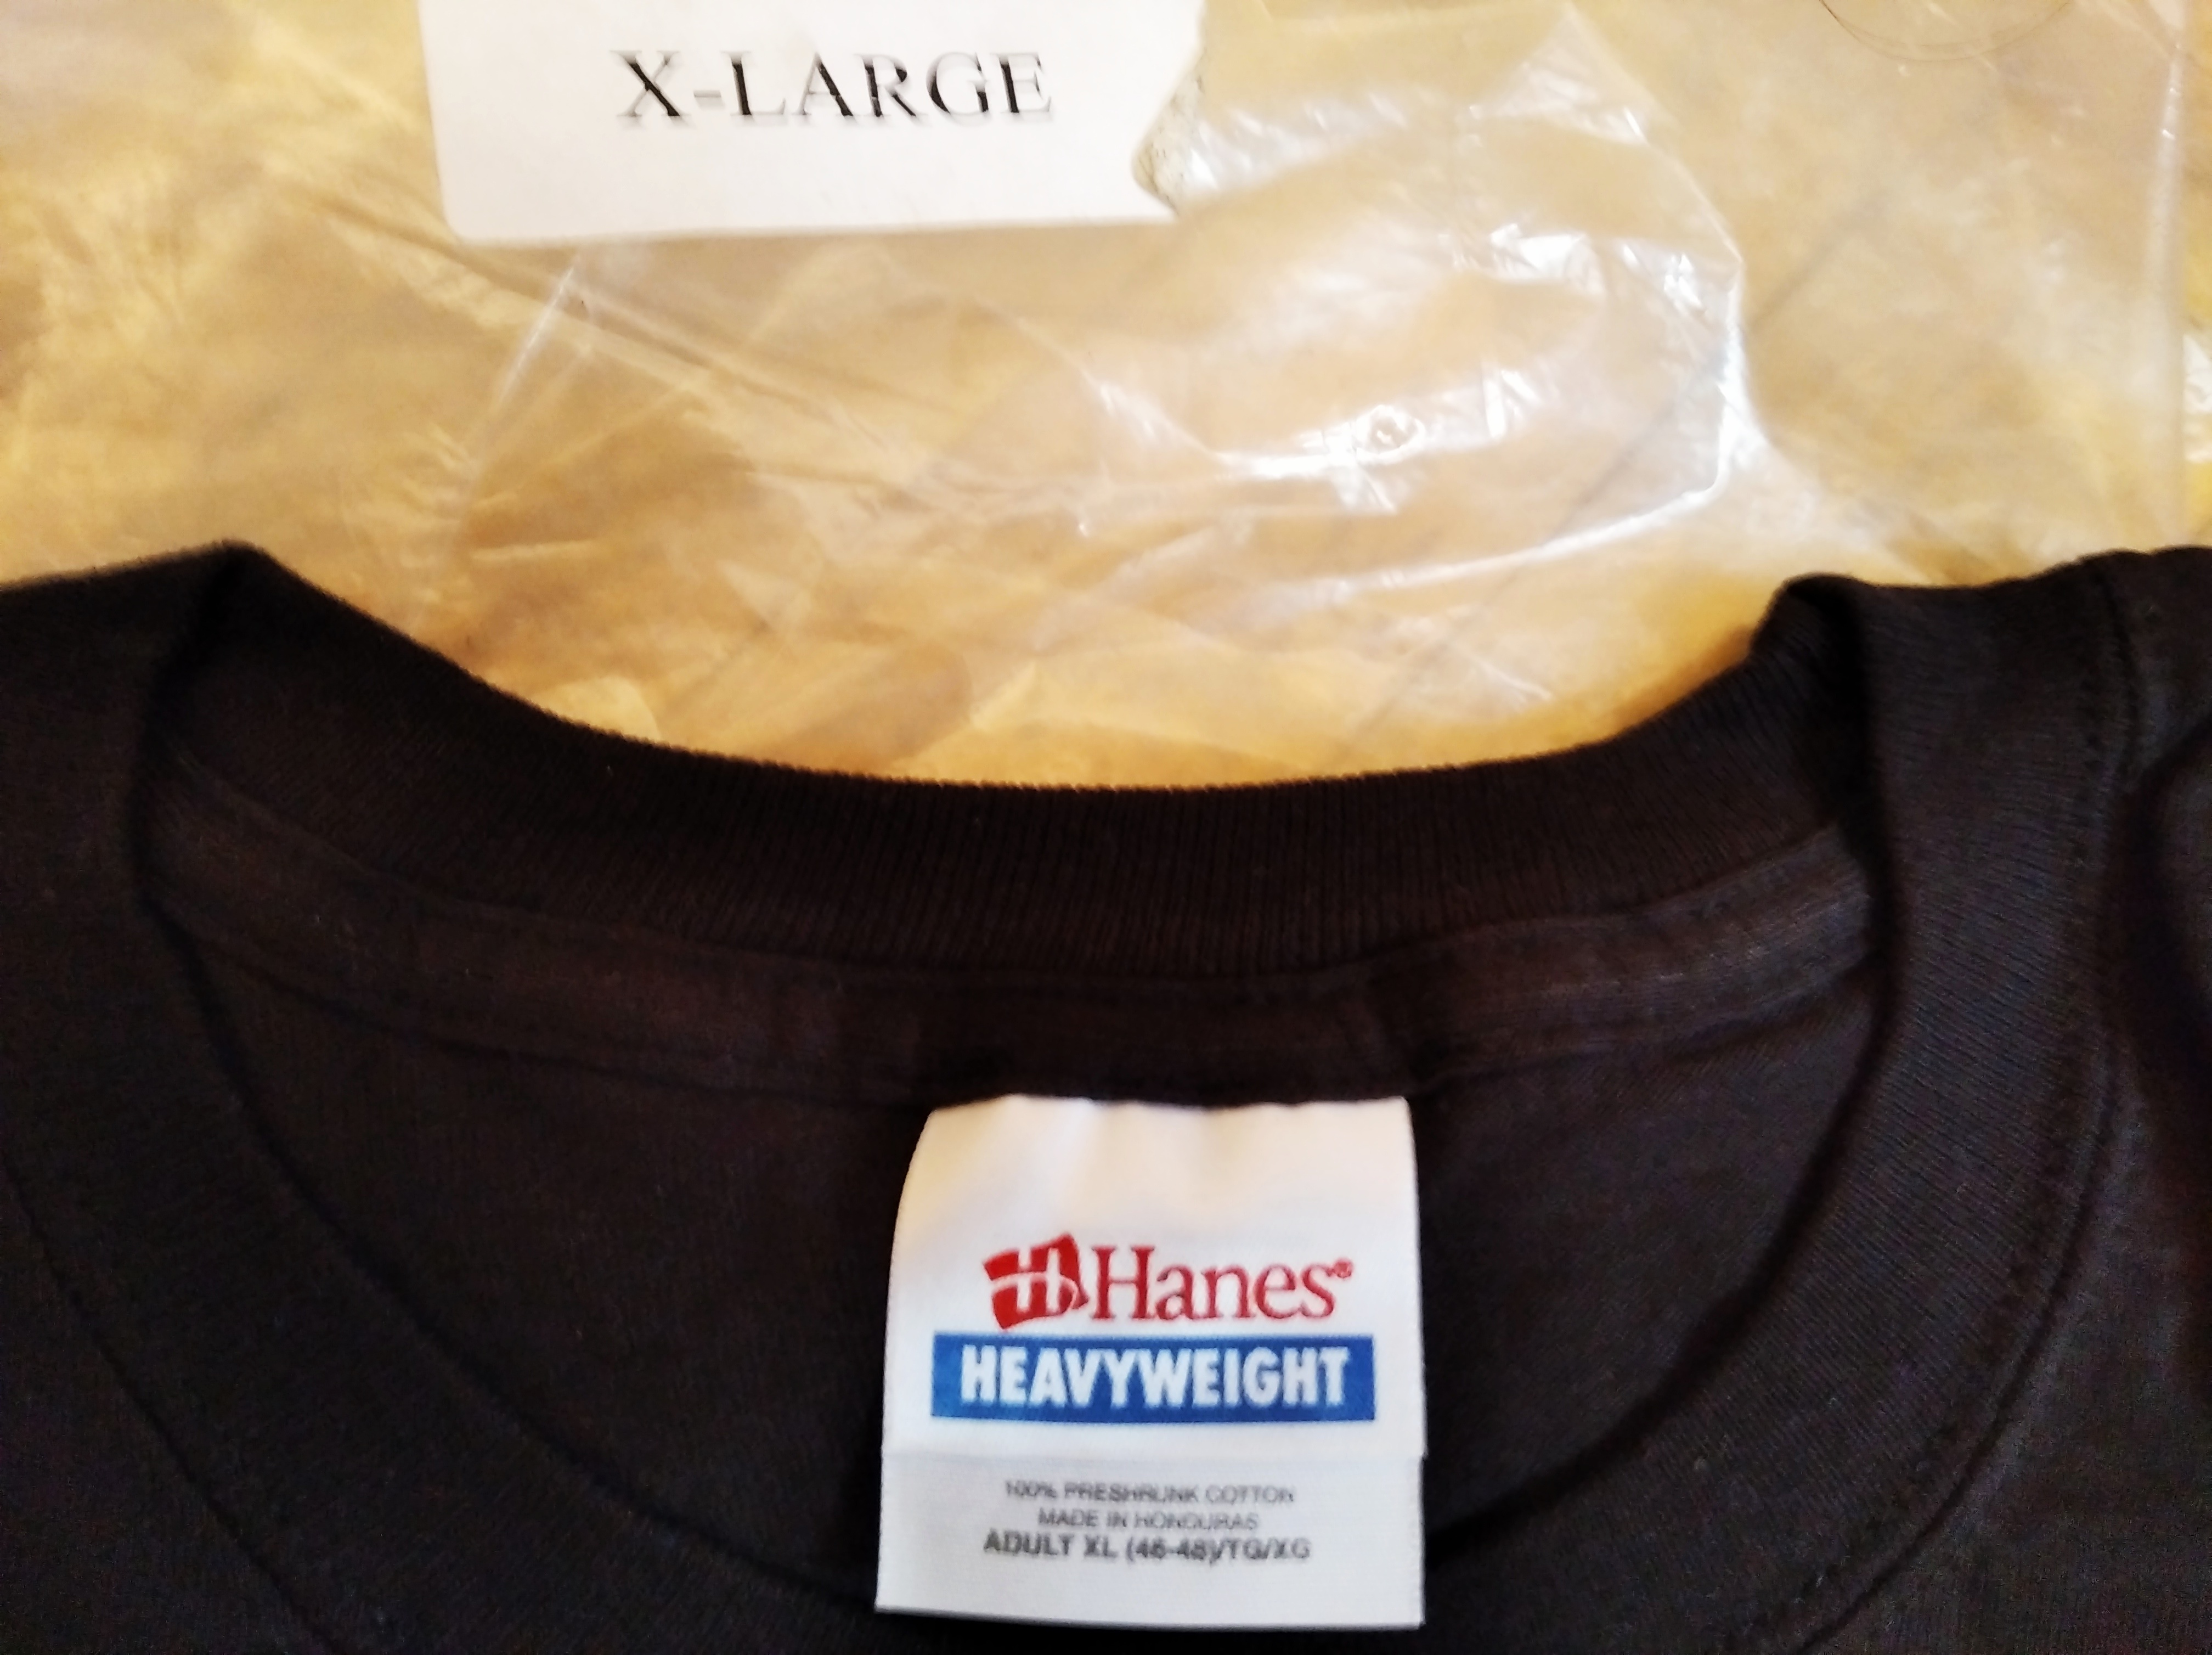 X-LARGE
Hanes®
HEAVYWEIGHT
100% PRESHRUNK COTTON
MADE IN HONDURAS
ADULT XL (46-48)/TG/XG